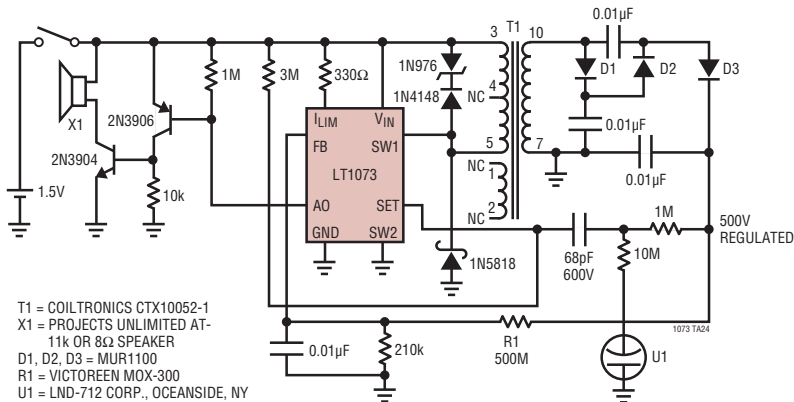 T1
3
10
0.01µF
1N976
D1
D2
D3
1M
3M
330Ω
NC
4
1N4148
X1
2N3906
ILIM
VIN
0.01µF
FB
SW1
5
7
2N3904
LT1073
NC
1
0.01µF
1.5V
10k
AO
SET
2
NC
1M
500V
REGULATED
GND
SW2
1N5818
68pF
600V
10M
T1 = COILTRONICS CTX10052-1
X1 = PROJECTS UNLIMITED AT-
11k OR 8Ω SPEAKER
D1, D2, D3 = MUR1100
R1 = VICTOREEN MOX-300
U1 = LND-712 CORP., OCEANSIDE, NY
0.01µF
210k
R1
500M
1073 TA24
U1